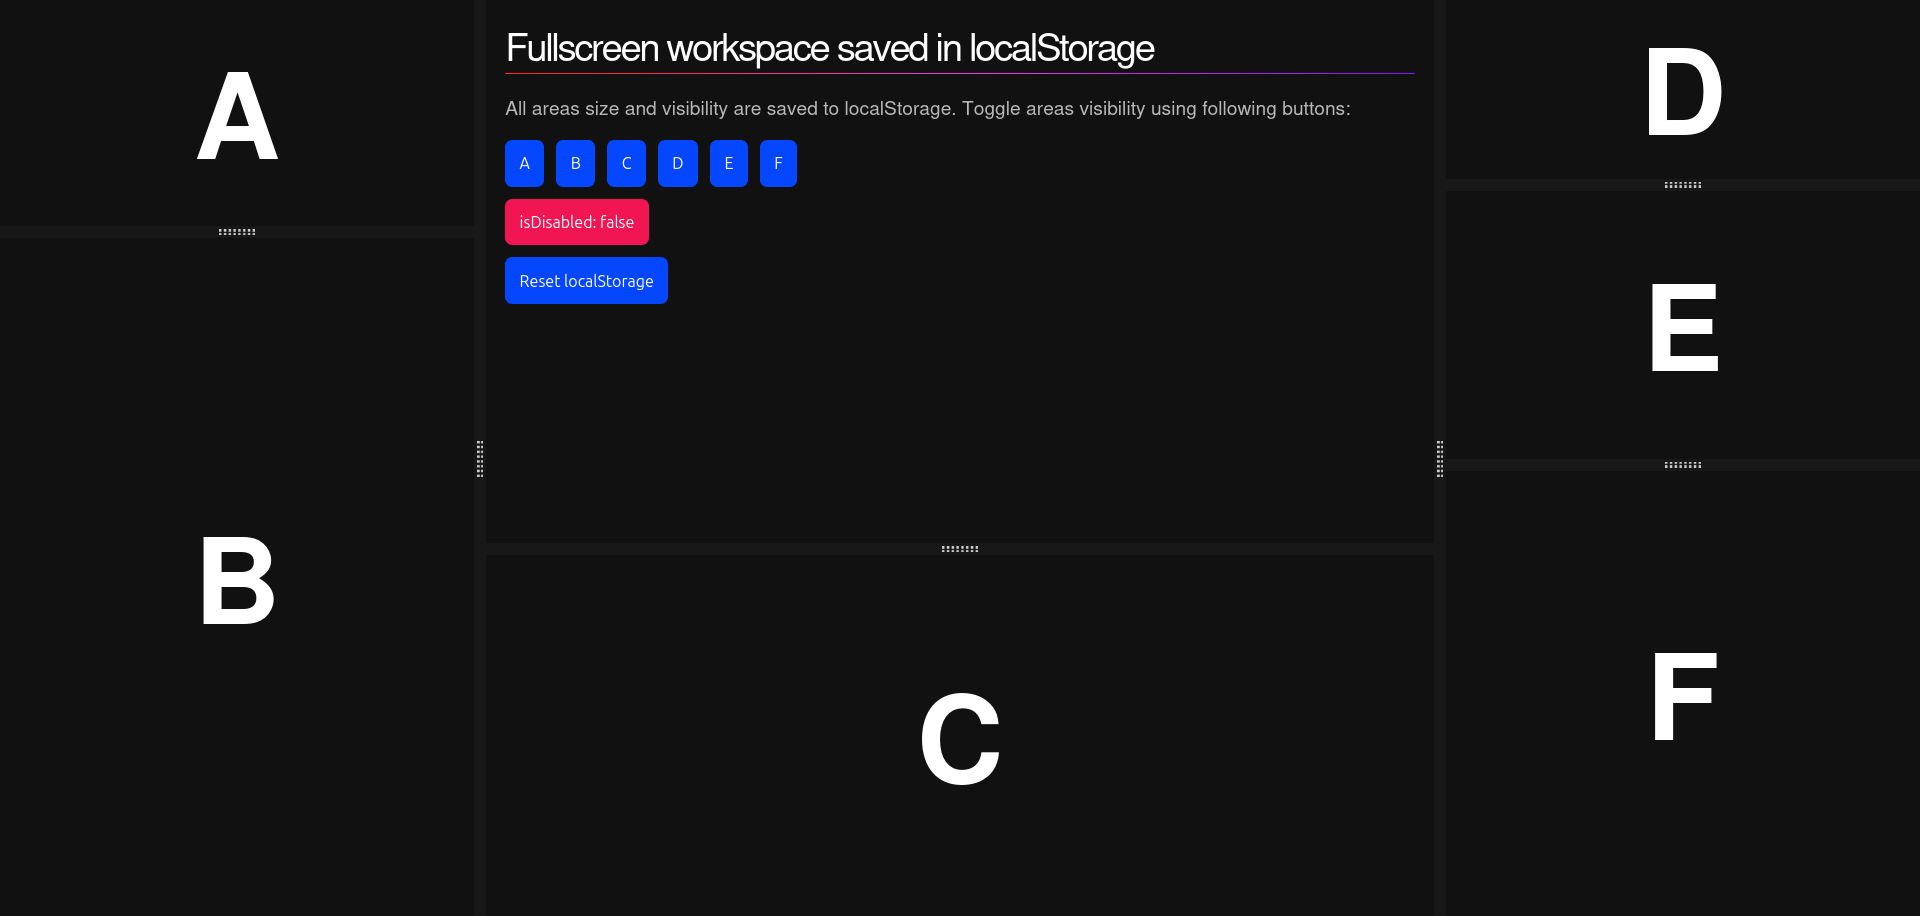 A
B
Fullscreen workspace saved in localStorage
All areas size and visibility are saved to localStorage. Toggle areas visibility using following buttons:
A B C D E F
isDisabled: false
Reset localStorage
C
D
E
F